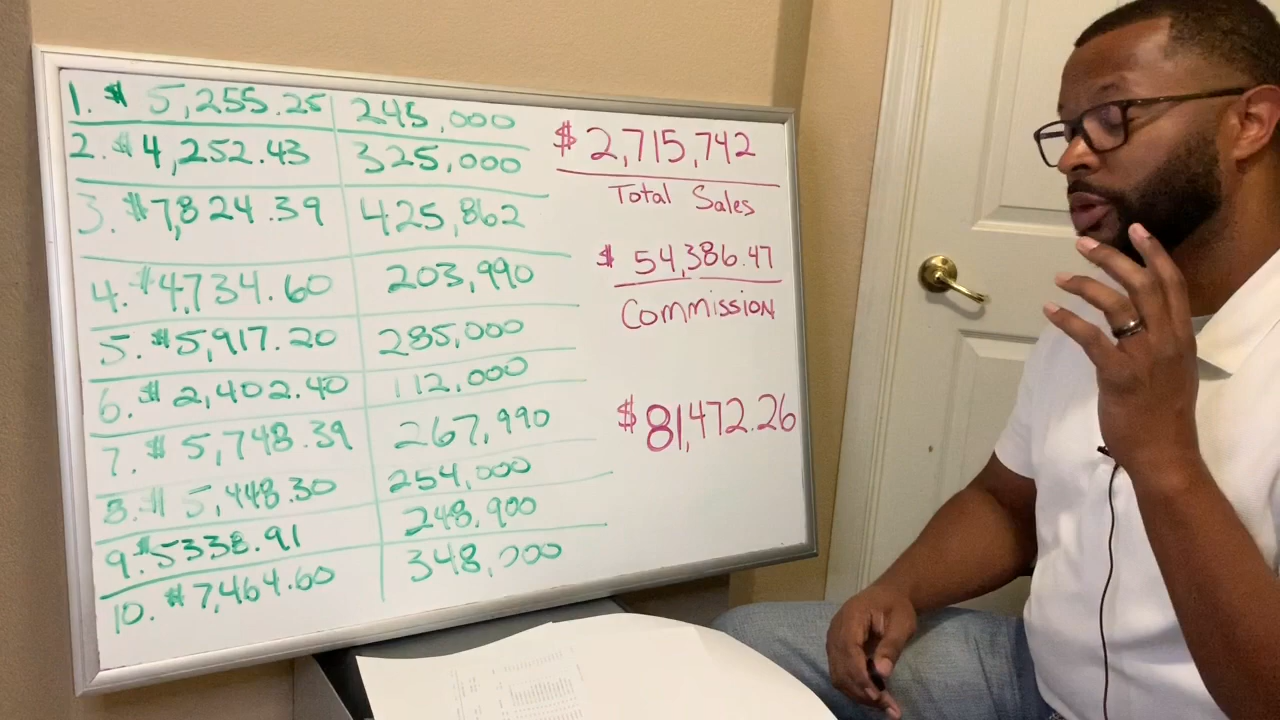 1. $ 5,255.25 245,000
2. $ 4,252.43 325,000
3. $7,824.39 425,862
4. $4,734.60 203,990
5. $5,917.20 285,000
6. $ 2,402.40 112,000
7. $ 5,748.39 267,990
8. $ 5,448.30 254,000
9. $5338.91 248,900
10. $7,464.60 348,000
$ 2,715,742
Total Sales
$ 54,386.47
Commission
$ 81,472.26